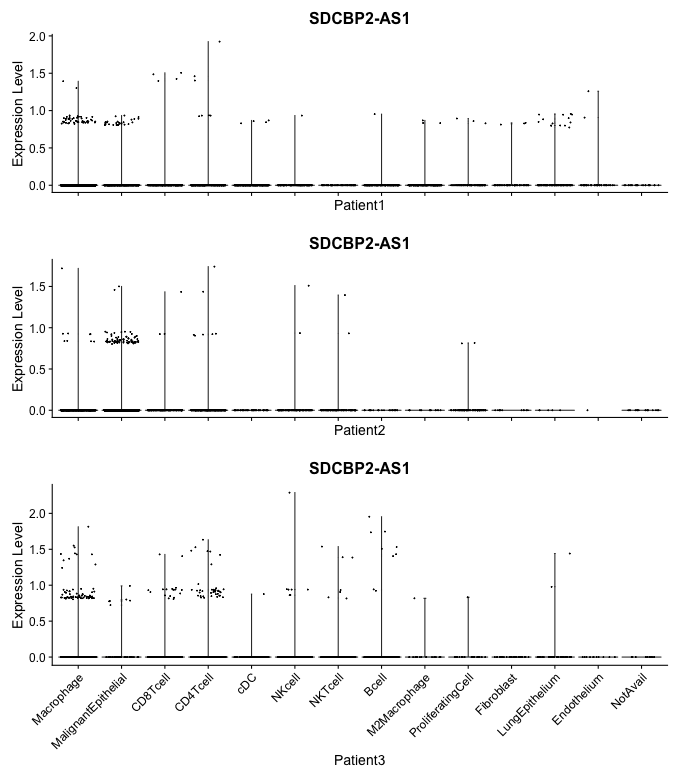 SDCBP2-AS1
Expression Level
2.0
1.5
1.0
0.5
0.0
Patient1
SDCBP2-AS1
Expression Level
1.5
1.0
0.5
0.0
Patient2
SDCBP2-AS1
Expression Level
2.0
1.5
1.0
0.5
0.0
Macrophage
MalignantEpithelial
CD8Tcell
CD4Tcell
cDC
NKcell
NKTcell
Bcell
M2Macrophage
ProliferatingCell
Fibroblast
LungEpithelium
Endothelium
NotAvail
Patient3